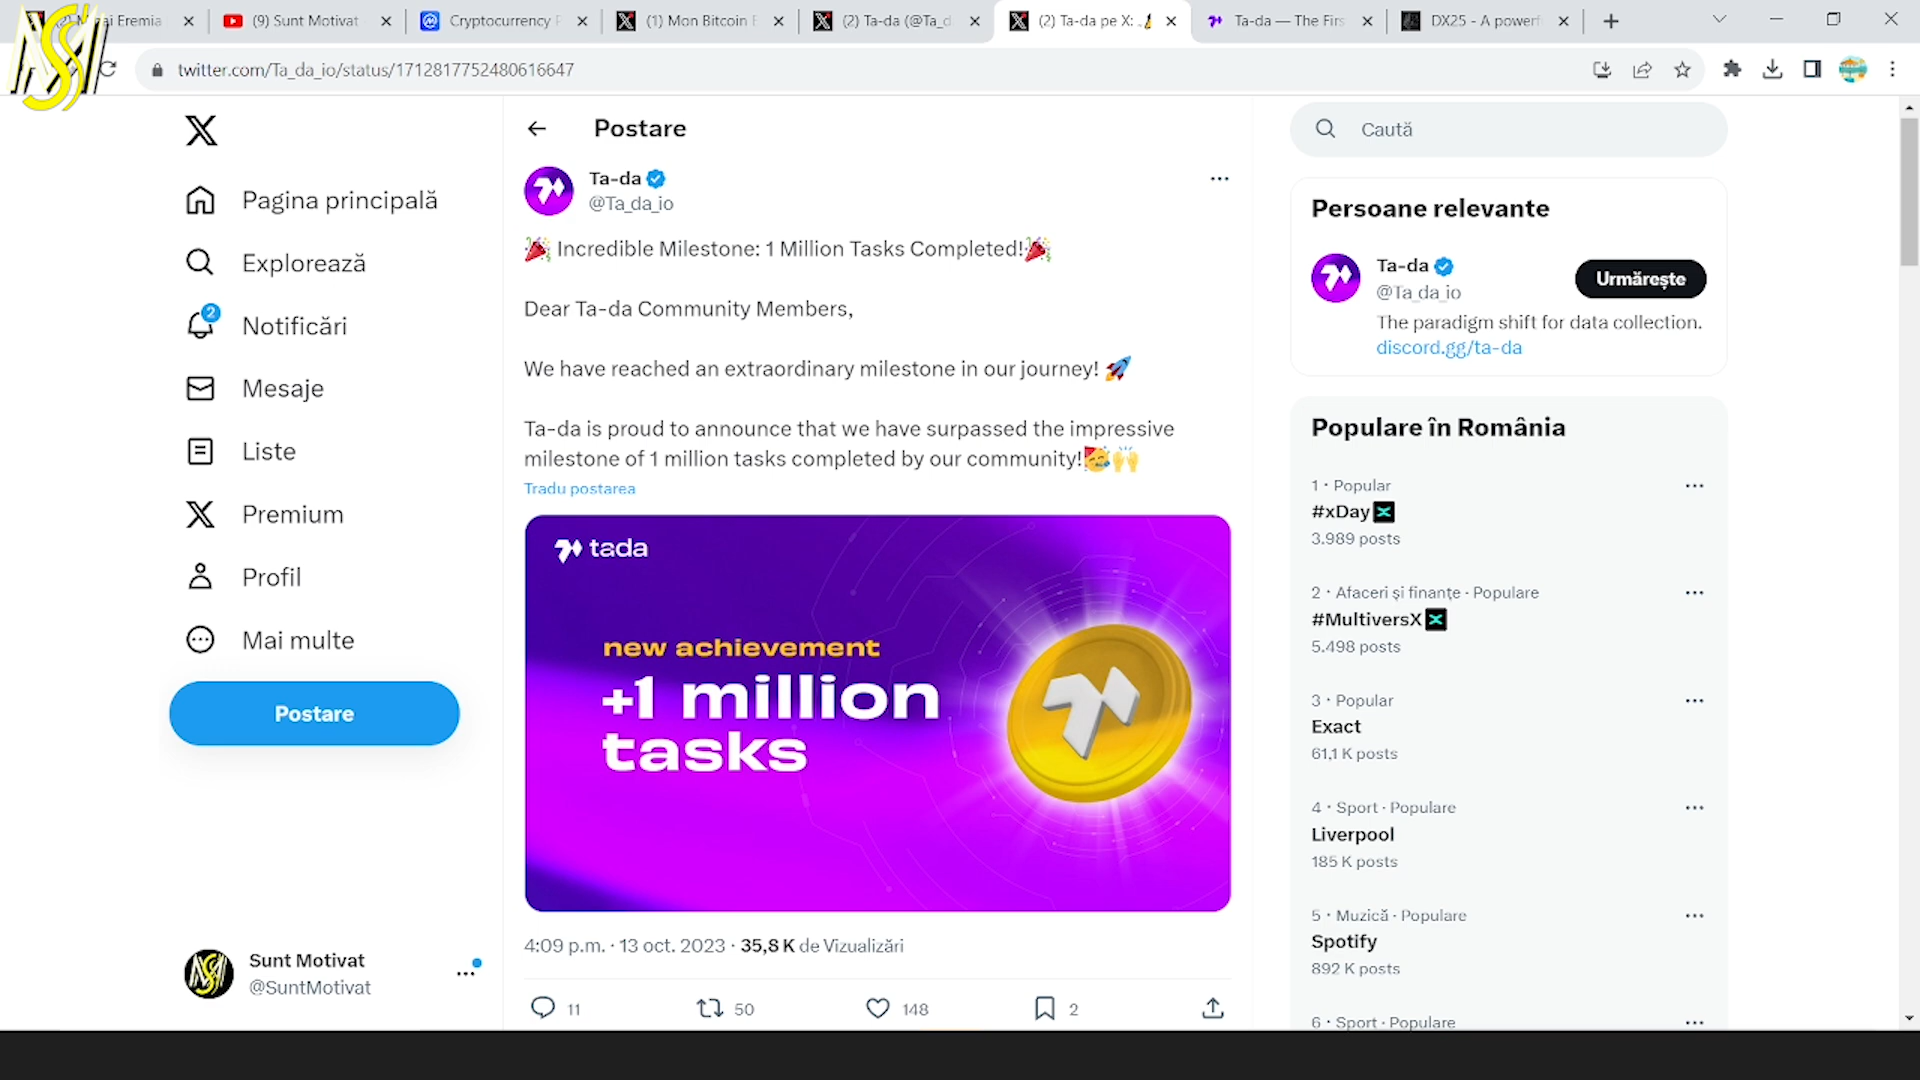 ai Eremia
(9) Sunt Motivat
Cryptocurrency P
(1) Mon Bitcoin
(2) Ta-da (@Ta_d
(2) Ta-da pe X:
Ta-da — The Firs
DX25 - A powerf
twitter.com/Ta_da_io/status/1712817752480616647
Pagina principală
Explorează
2
Notificări
Mesaje
Liste
Premium
Profil
Mai multe
Postare
Sunt Motivat
@SuntMotivat
Postare
Ta-da
@Ta_da_io
🎉 Incredible Milestone: 1 Million Tasks Completed!🎉
Dear Ta-da Community Members,
We have reached an extraordinary milestone in our journey! 🚀
Ta-da is proud to announce that we have surpassed the impressive
milestone of 1 million tasks completed by our community!🥳🙌
Tradu postarea
tada
new achievement
+1 million
tasks
4:09 p.m. · 13 oct. 2023 · 35,8 K de Vizualizări
11
50
148
2
Caută
Persoane relevante
Ta-da
@Ta_da_io
Urmărește
The paradigm shift for data collection.
discord.gg/ta-da
Populare în România
1 · Popular
#xDay
3.989 posts
2 · Afaceri și finanțe · Populare
#MultiversX
5.498 posts
3 · Popular
Exact
61,1 K posts
4 · Sport · Populare
Liverpool
185 K posts
5 · Muzică · Populare
Spotify
892 K posts
6 · Sport · Populare